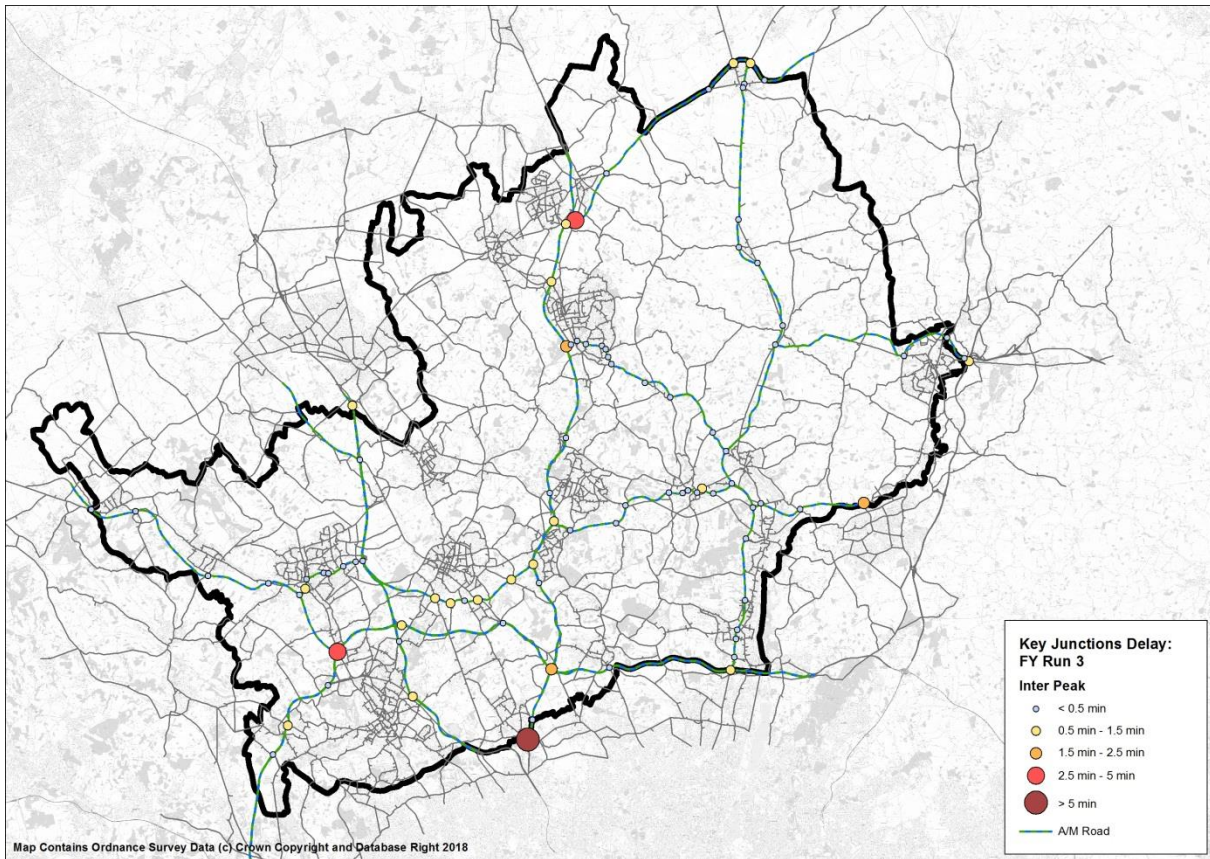 Key Junctions Delay:
FY Run 3
Inter Peak
< 0.5 min
0.5 min - 1.5 min
1.5 min - 2.5 min
2.5 min - 5 min
> 5 min
A/M Road
Map Contains Ordnance Survey Data (c) Crown Copyright and Database Right 2018